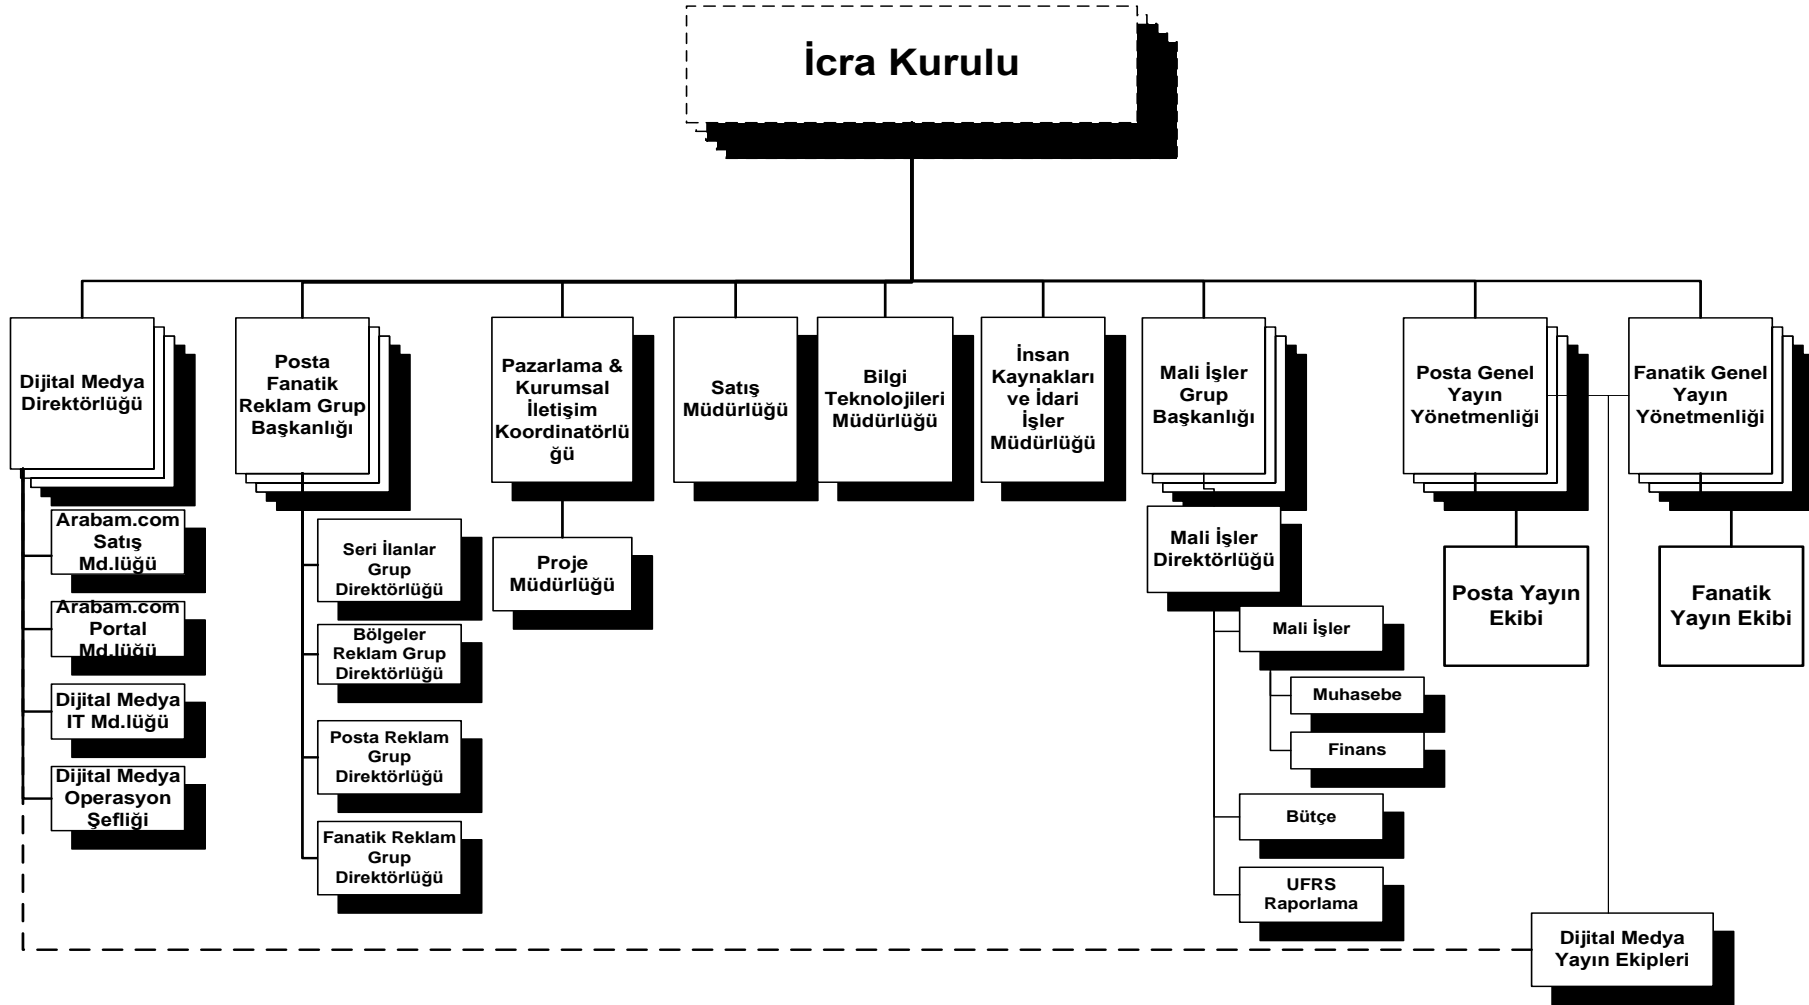 İcra Kurulu
Dijital Medya
Direktörlüğü
Posta
Fanatik
Reklam Grup
Başkanlığı
Pazarlama &
Kurumsal
İletişim
Koordinatörlü
ğü
Satış
Müdürlüğü
Bilgi
Teknolojileri
Müdürlüğü
İnsan
Kaynakları
ve İdari
İşler
Müdürlüğü
Mali İşler
Grup
Başkanlığı
Posta Genel
Yayın
Yönetmenliği
Fanatik Genel
Yayın
Yönetmenliği
Arabam.com
Satış
Md.lüğü
Arabam.com
Portal
Md.lüğü
Dijital Medya
IT Md.lüğü
Dijital Medya
Operasyon
Şefliği
Seri İlanlar
Grup
Direktörlüğü
Bölgeler
Reklam Grup
Direktörlüğü
Posta Reklam
Grup
Direktörlüğü
Fanatik Reklam
Grup
Direktörlüğü
Proje
Müdürlüğü
Mali İşler
Direktörlüğü
Mali İşler
Muhasebe
Finans
Bütçe
UFRS
Raporlama
Posta Yayın
Ekibi
Fanatik
Yayın Ekibi
Dijital Medya
Yayın Ekipleri